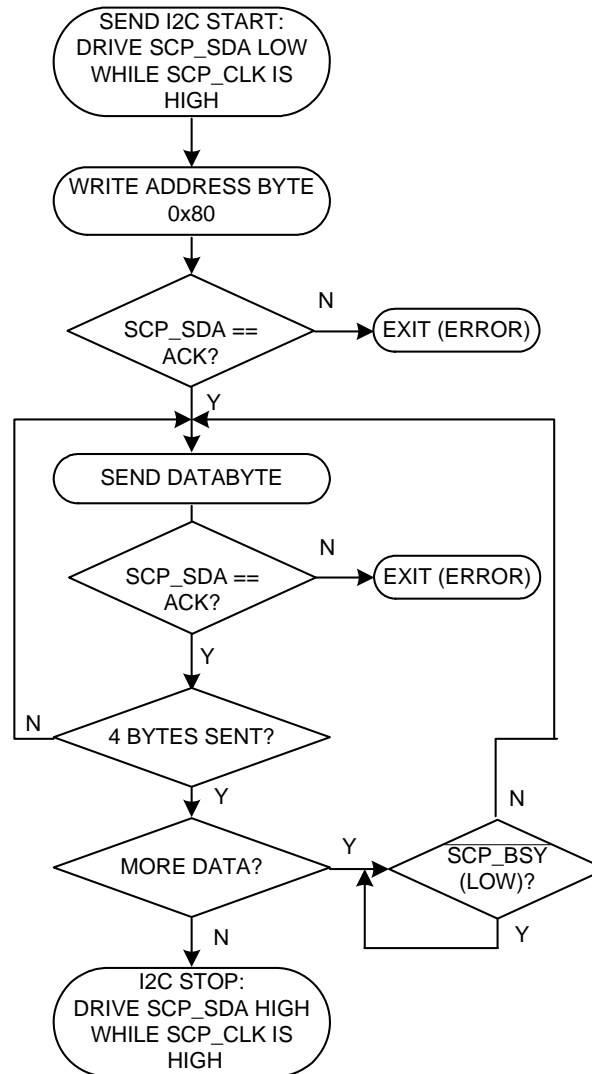 SEND I2C START:
DRIVE SCP_SDA LOW
WHILE SCP_CLK IS
HIGH
WRITE ADDRESS BYTE
0x80
SCP_SDA ==
ACK?
N
EXIT (ERROR)
Y
SEND DATABYTE
SCP_SDA ==
ACK?
N
EXIT (ERROR)
Y
4 BYTES SENT?
N
Y
MORE DATA?
Y
SCP_BSY
(LOW)?
N
Y
N
I2C STOP:
DRIVE SCP_SDA HIGH
WHILE SCP_CLK IS
HIGH